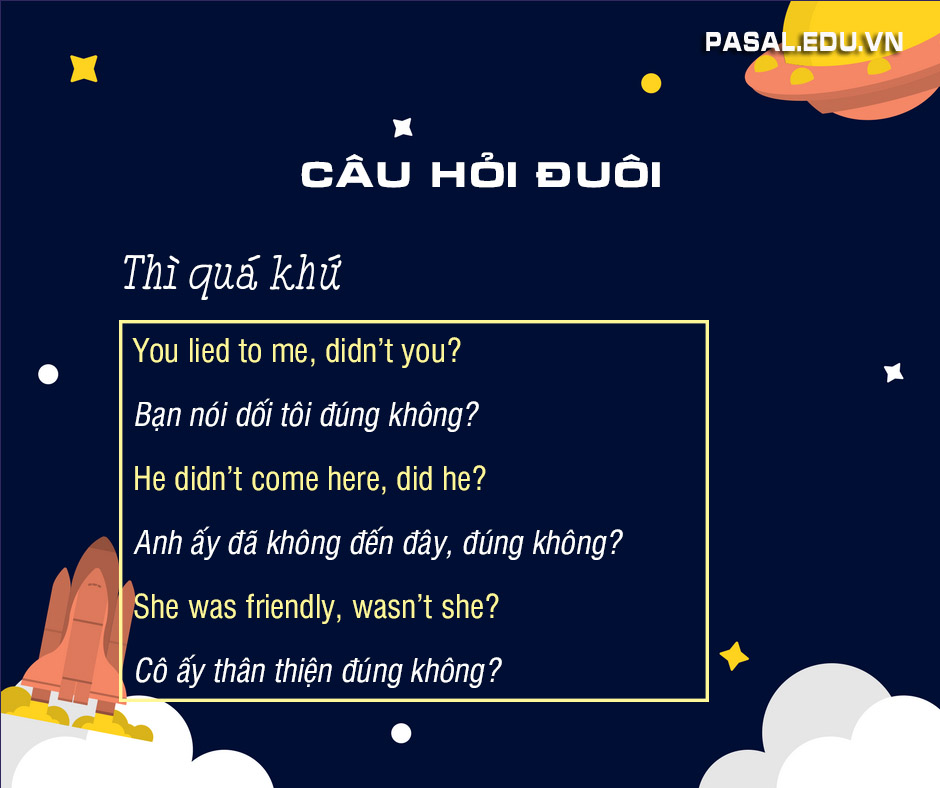 PASAL.EDU.VN
CÂU HỎI ĐUÔI
Thì quá khứ
You lied to me, didn’t you?
Bạn nói dối tôi đúng không?
He didn’t come here, did he?
Anh ấy đã không đến đây, đúng không?
She was friendly, wasn’t she?
Cô ấy thân thiện đúng không?